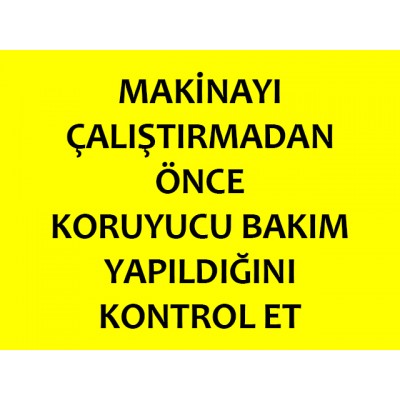 MAKİNAYI
ÇALIŞTIRMADAN
ÖNCE
KORUYUCU BAKIM
YAPILDIĞINI
KONTROL ET